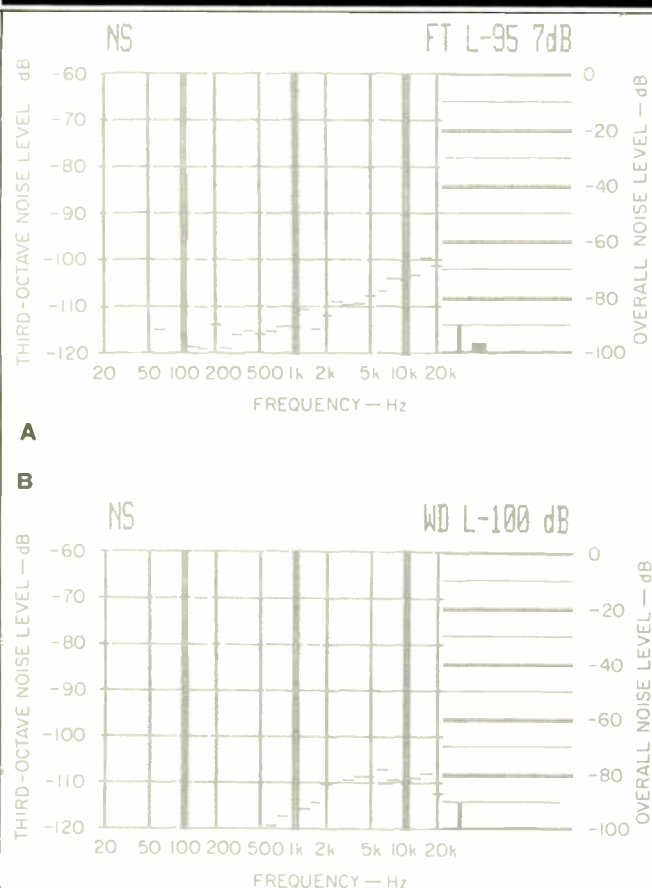 NS FT L-95 7dB
THIRD-OCTAVE NOISE LEVEL dB
-60
-70
-80
-90
-100
-110
-120
0
-20
-40
-60
-80
-100
OVERALL NOISE LEVEL — dB
20 50 100 200 500 1k 2k 5k 10k 20k
FREQUENCY — Hz
A
B
NS WD L-100 dB
THIRD-OCTAVE NOISE LEVEL — dB
-60
-70
-80
-90
-100
-110
-120
0
-20
-40
-60
-80
-100
OVERALL NOISE LEVEL — dB
20 50 100 200 500 1k 2k 5k 10k 20k
FREQUENCY — Hz